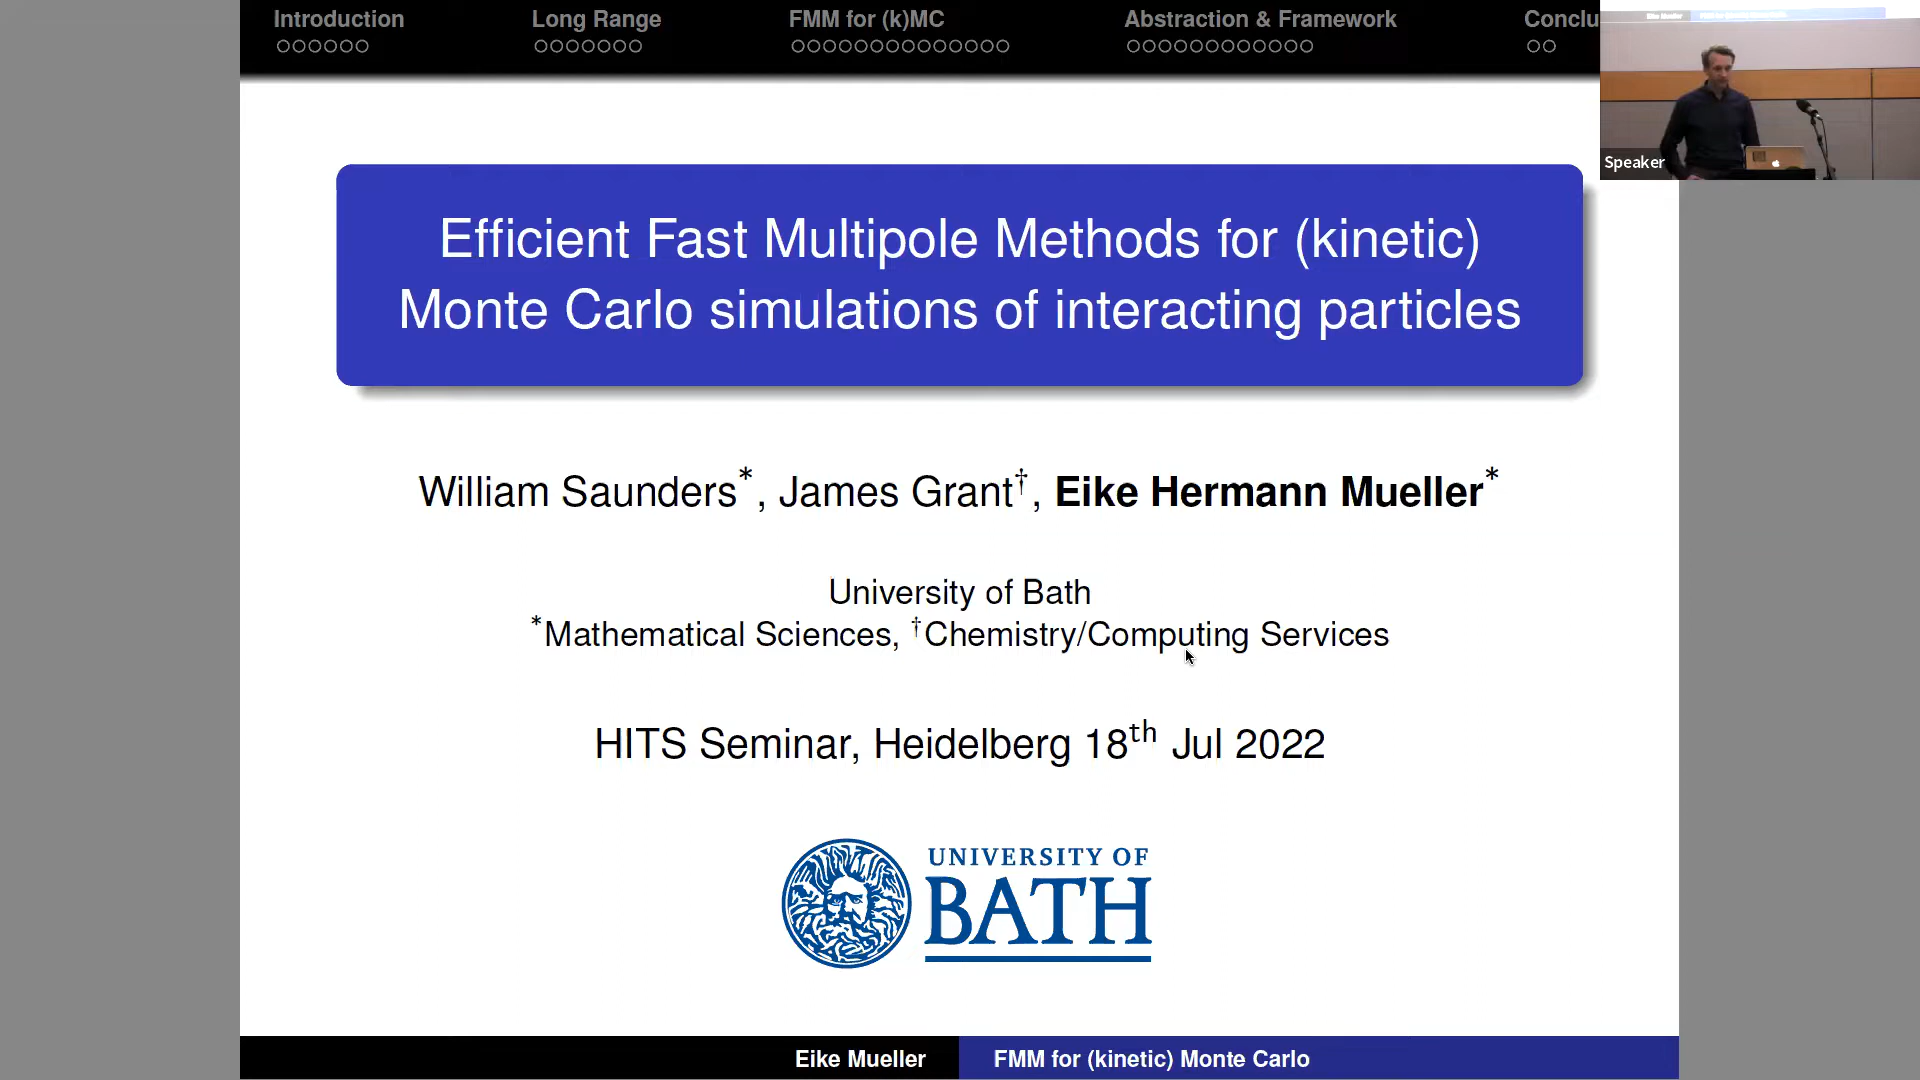 Introduction
Long Range
FMM for (k)MC
Abstraction & Framework
Conclu
Speaker
Efficient Fast Multipole Methods for (kinetic)
Monte Carlo simulations of interacting particles
William Saunders*, James Grant†, Eike Hermann Mueller*
University of Bath
*Mathematical Sciences, †Chemistry/Computing Services
HITS Seminar, Heidelberg 18th Jul 2022
UNIVERSITY OF
BATH
Eike Mueller
FMM for (kinetic) Monte Carlo